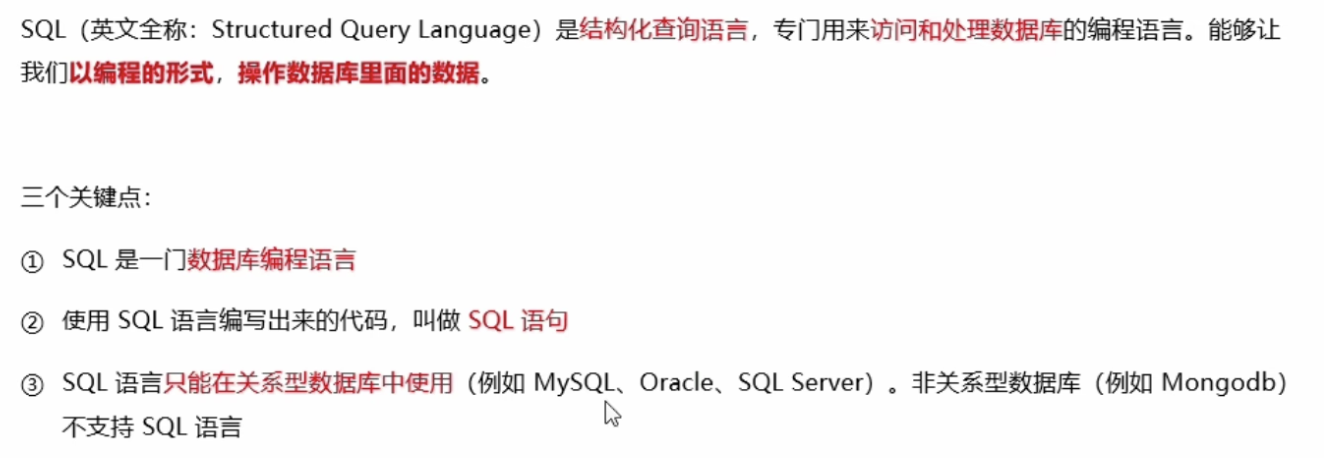 SQL（英文全称：Structured Query Language）是结构化查询语言，专门用来访问和处理数据库的编程语言。能够让
我们以编程的形式，操作数据库里面的数据。
三个关键点：
① SQL 是一门数据库编程语言
② 使用 SQL 语言编写出来的代码，叫做 SQL 语句
③ SQL 语言只能在关系型数据库中使用（例如 MySQL、Oracle、SQL Server）。非关系型数据库（例如 Mongodb）
不支持 SQL 语言